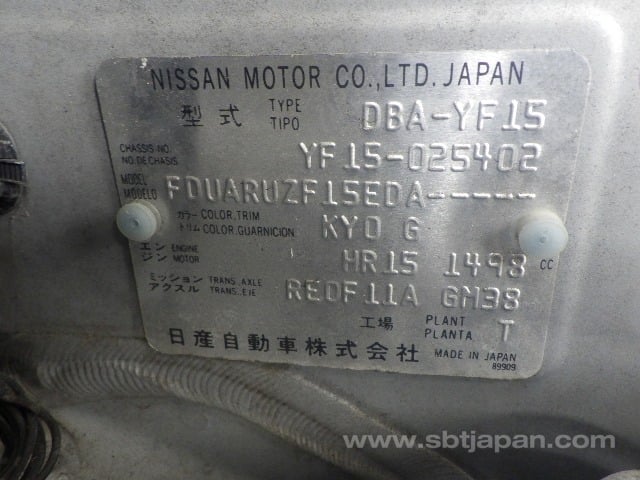 NISSAN MOTOR CO.,LTD. JAPAN
型式 TYPE TIPO DBA-YF15
CHASSIS NO. NO. DE CHASIS YF15-025402
MODEL MODELO FDUARUZF15EDA-----
カラー COLOR, TRIM
トリム COLOR, GUARNICION KY0 G
エンジン ENGINE MOTOR HR15 1498 CC
ミッション TRANS. AXLE
アクスル TRANS. EJE RE0F11A GM38
工場 PLANT PLANTA T
日産自動車株式会社 MADE IN JAPAN
89909
www.sbtjapan.com